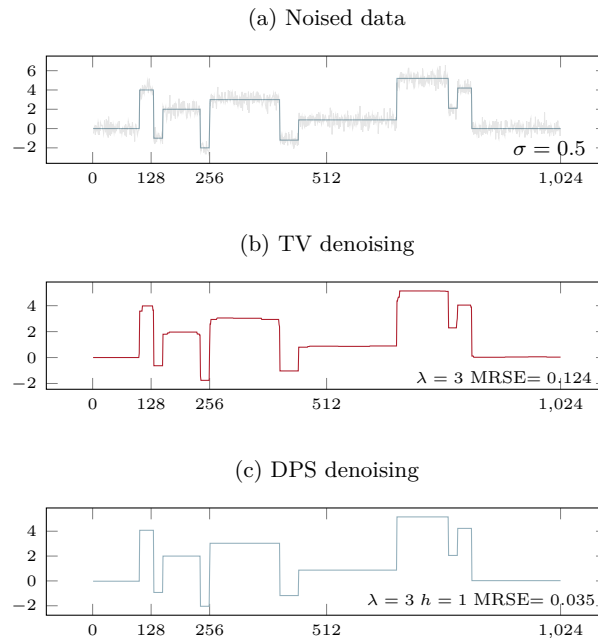 (a) Noised data
6
4
2
0
−2
σ = 0.5
0 128 256 512 1,024
(b) TV denoising
4
2
0
−2
λ = 3 MRSE= 0.124
0 128 256 512 1,024
(c) DPS denoising
4
2
0
−2
λ = 3 h = 1 MRSE= 0.035
0 128 256 512 1,024